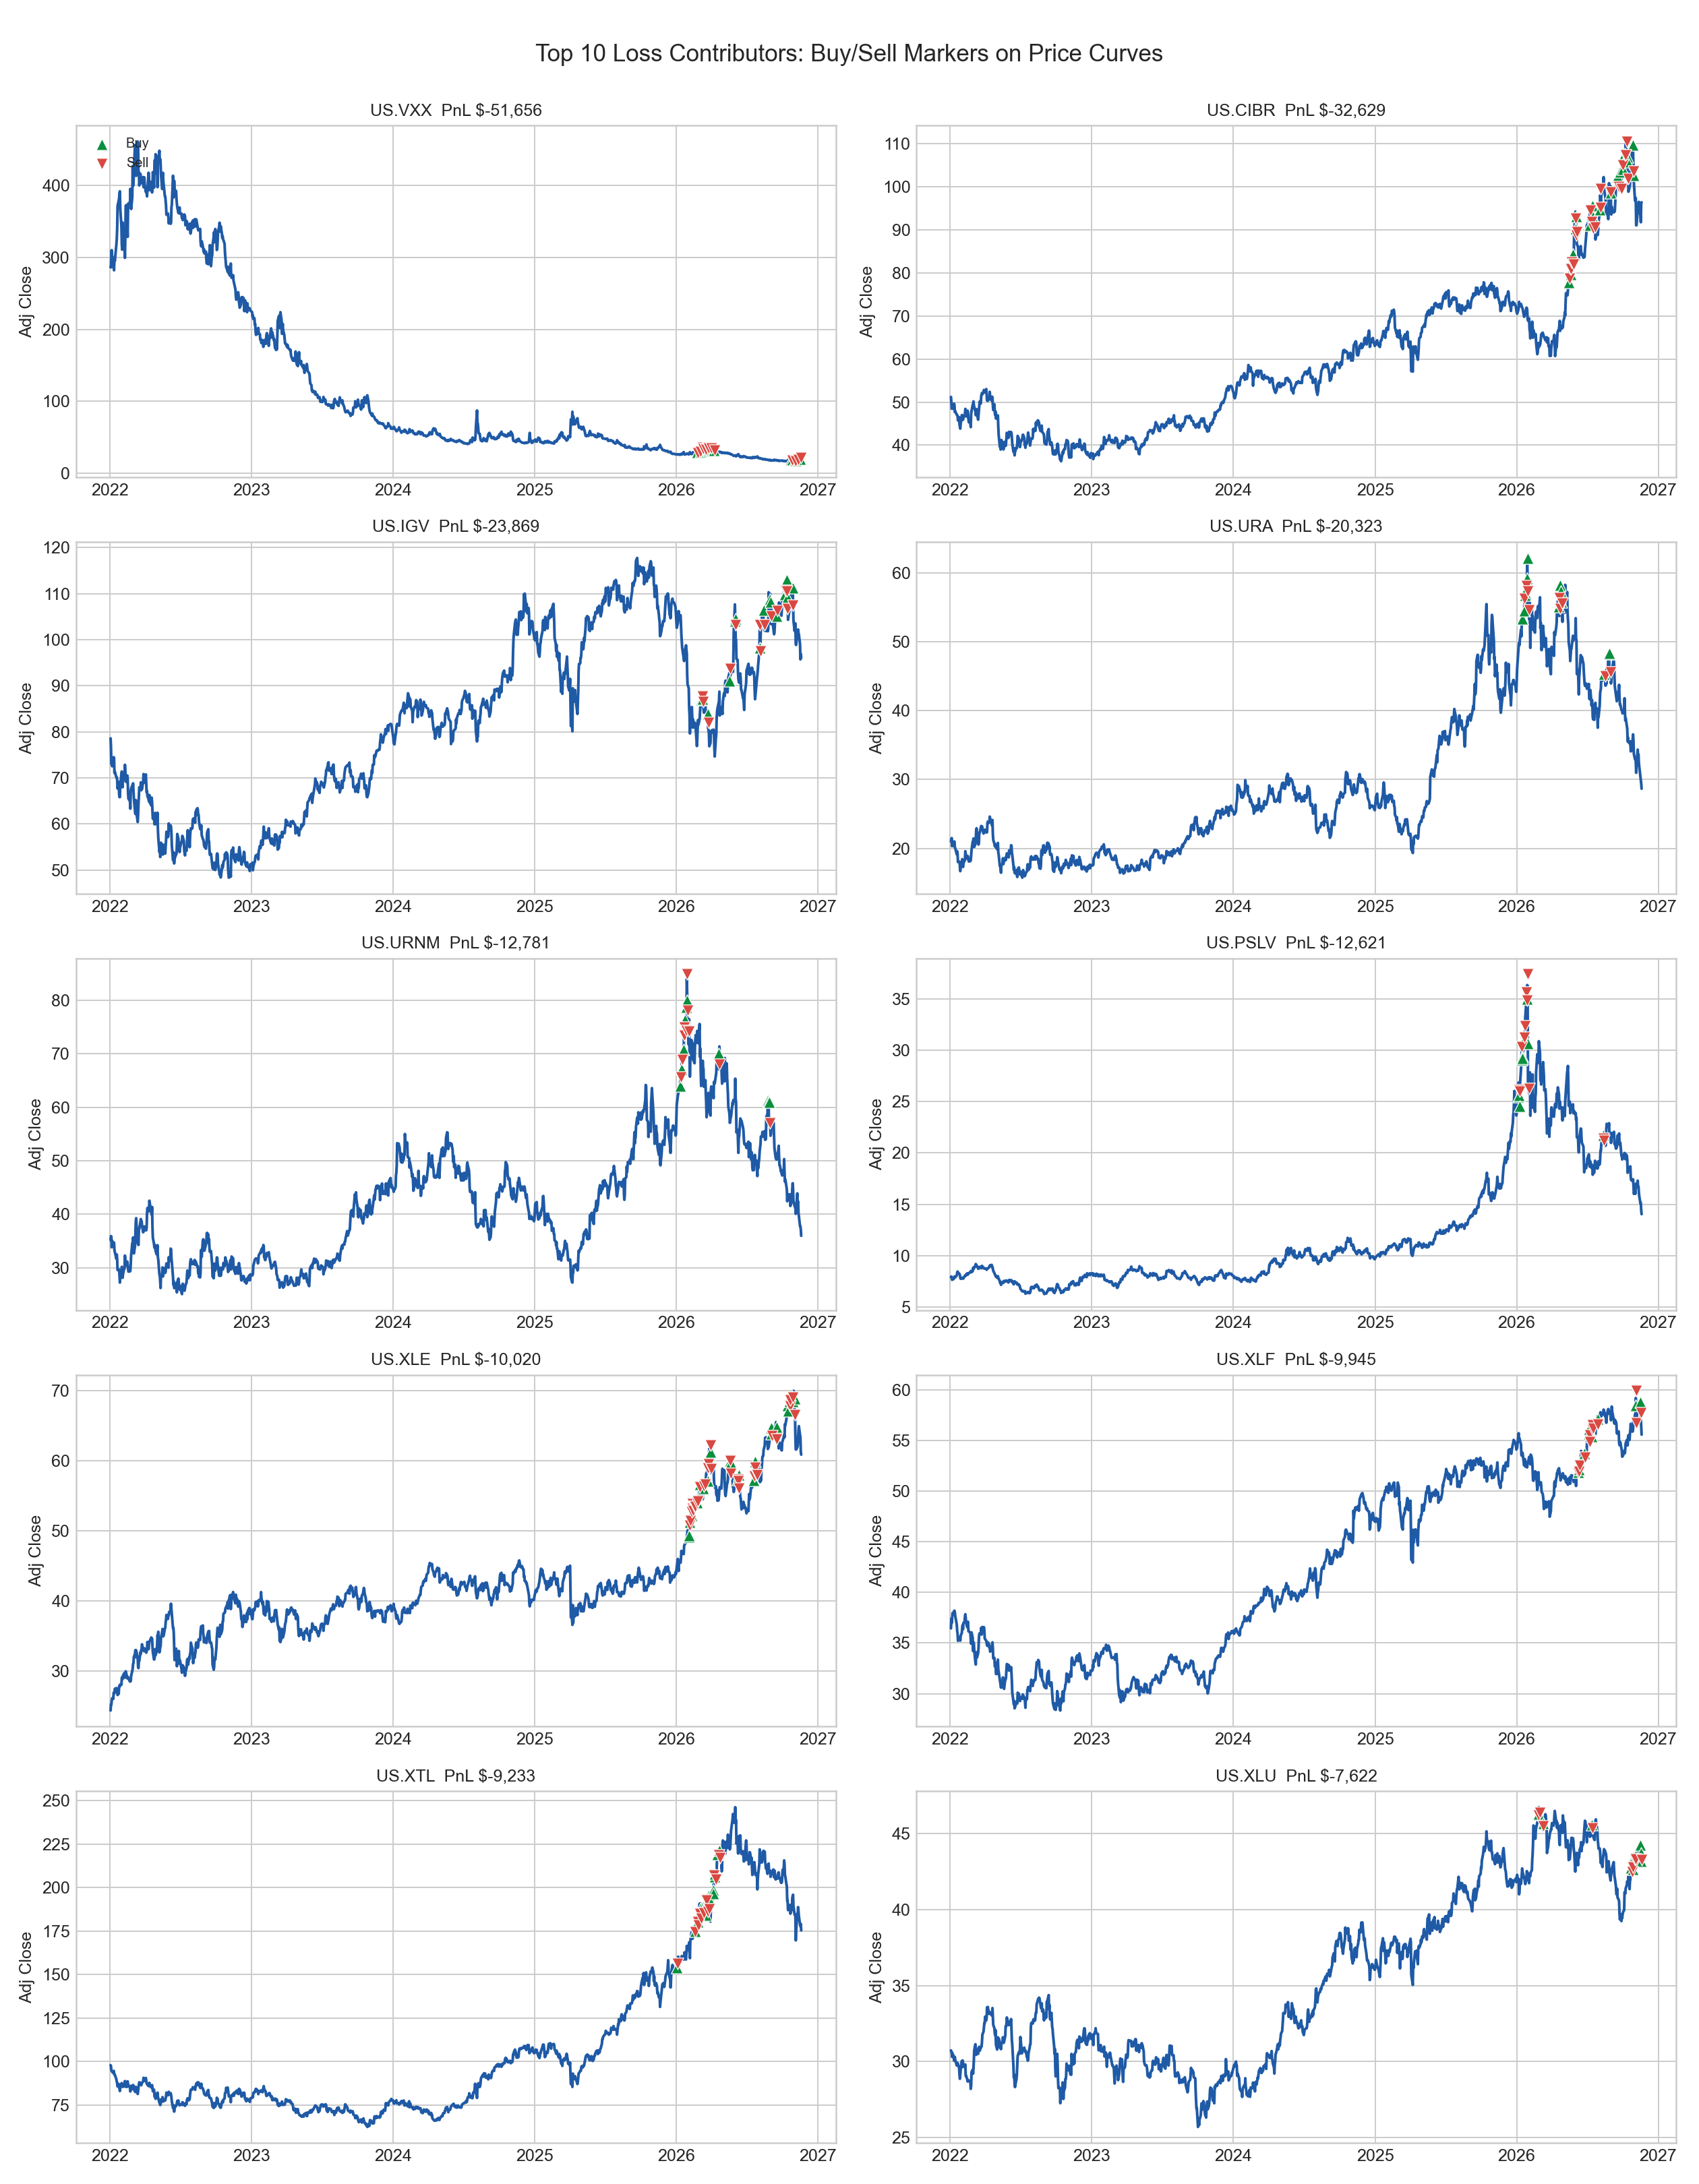 Top 10 Loss Contributors: Buy/Sell Markers on Price Curves
US.VXX  PnL $-51,656
Buy
Sell
Adj Close
400
300
200
100
0
2022 2023 2024 2025 2026 2027
US.CIBR  PnL $-32,629
Adj Close
110
100
90
80
70
60
50
40
2022 2023 2024 2025 2026 2027
US.IGV  PnL $-23,869
Adj Close
120
110
100
90
80
70
60
50
2022 2023 2024 2025 2026 2027
US.URA  PnL $-20,323
Adj Close
60
50
40
30
20
2022 2023 2024 2025 2026 2027
US.URNM  PnL $-12,781
Adj Close
80
70
60
50
40
30
2022 2023 2024 2025 2026 2027
US.PSLV  PnL $-12,621
Adj Close
35
30
25
20
15
10
5
2022 2023 2024 2025 2026 2027
US.XLE  PnL $-10,020
Adj Close
70
60
50
40
30
2022 2023 2024 2025 2026 2027
US.XLF  PnL $-9,945
Adj Close
60
55
50
45
40
35
30
2022 2023 2024 2025 2026 2027
US.XTL  PnL $-9,233
Adj Close
250
225
200
175
150
125
100
75
2022 2023 2024 2025 2026 2027
US.XLU  PnL $-7,622
Adj Close
45
40
35
30
25
2022 2023 2024 2025 2026 2027